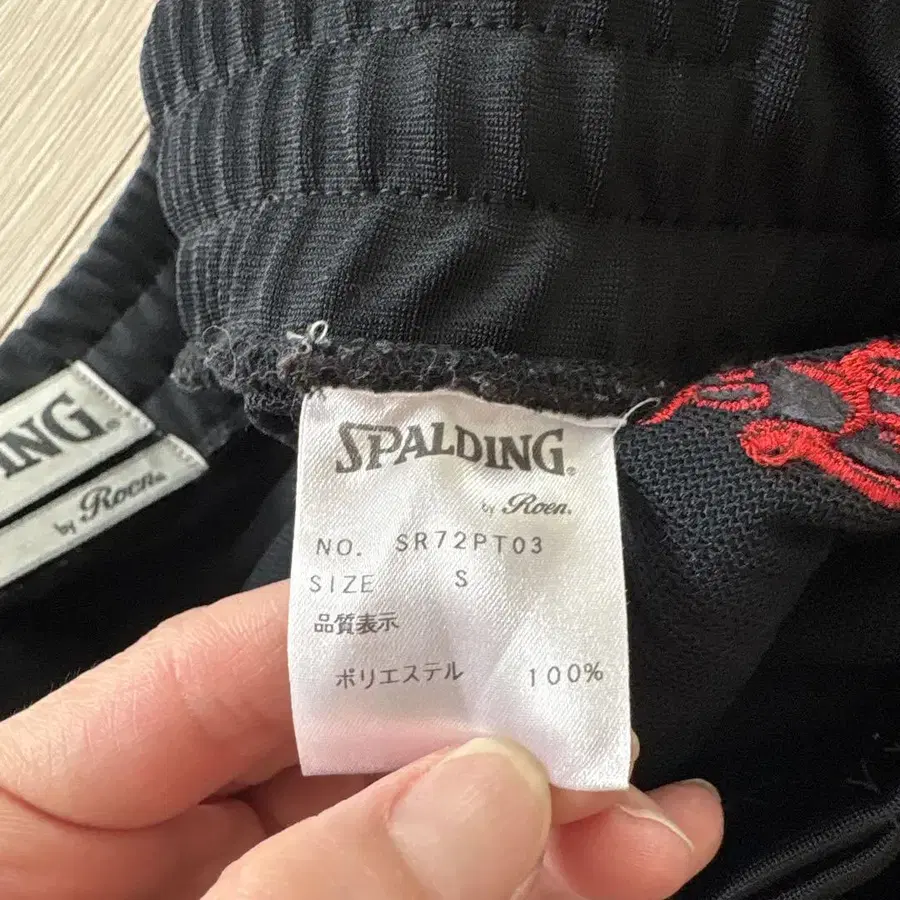 SPALDING®
by Roen®
NO. SR72PT03
SIZE S
品質表示
ポリエステル 100%
ING®
by Roen®